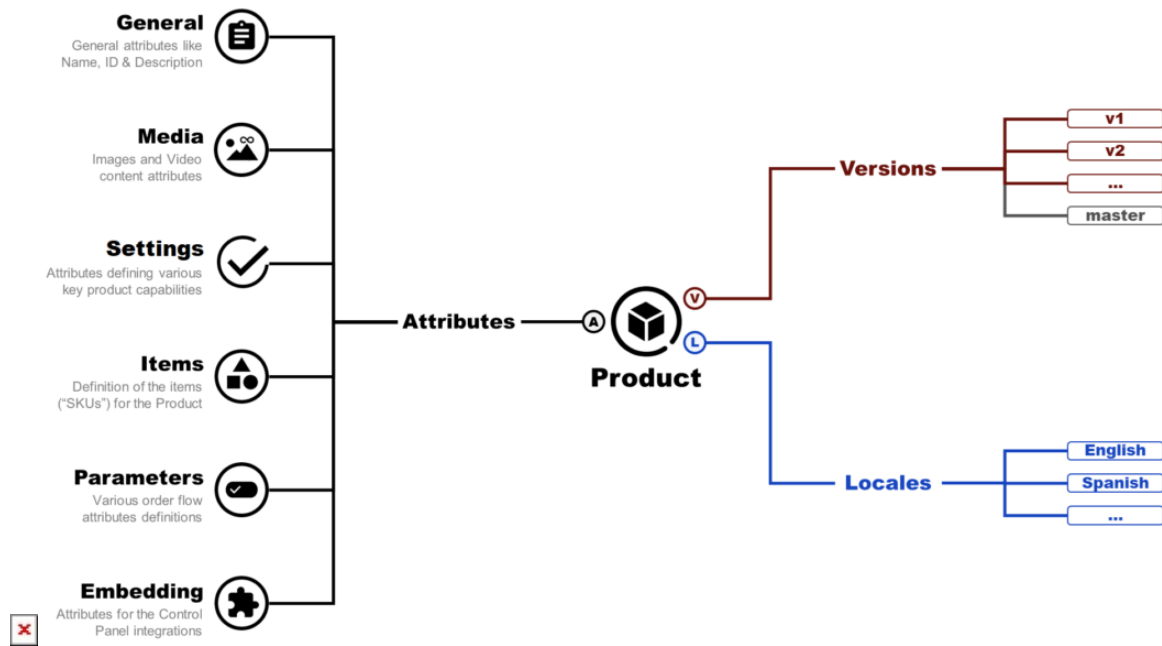 General
General attributes like
Name, ID & Description
Media
Images and Video
content attributes
Settings
Attributes defining various
key product capabilities
Items
Definition of the items
(“SKUs”) for the Product
Parameters
Various order flow
attributes definitions
Embedding
Attributes for the Control
Panel integrations
Attributes
A
Product
V
L
Versions
v1
v2
...
master
Locales
English
Spanish
...